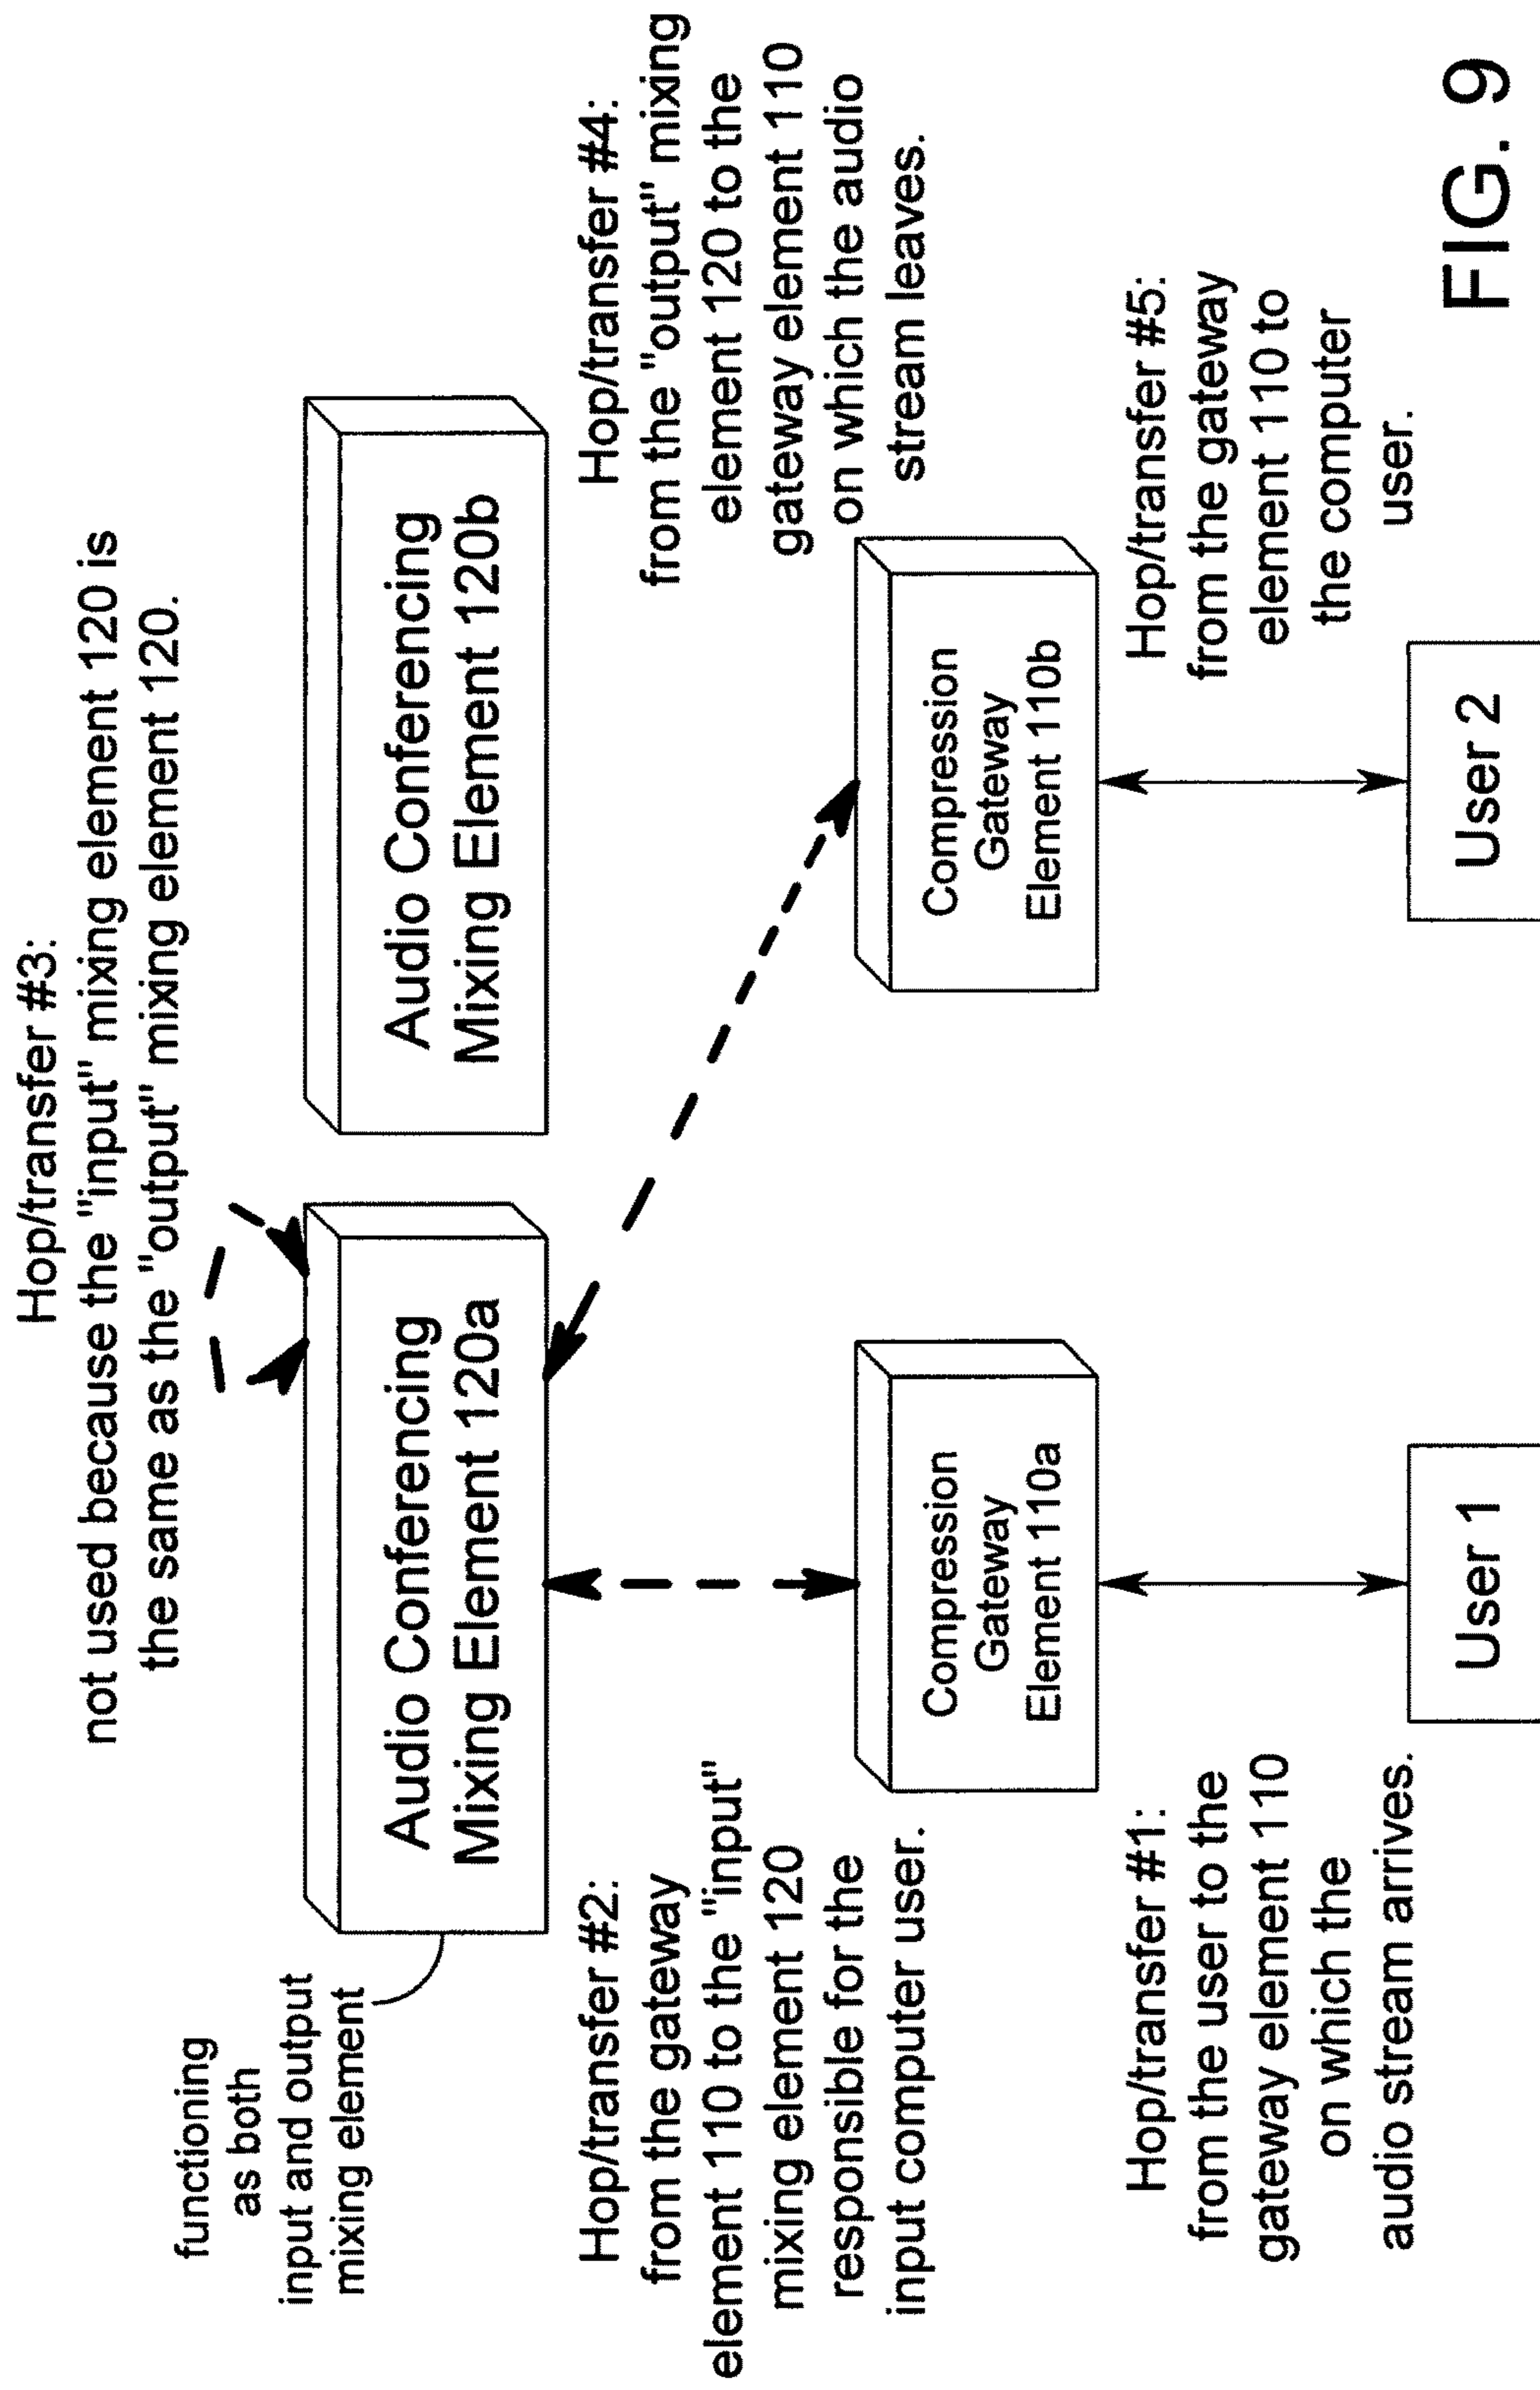 Hop/transfer #3:
not used because the "input" mixing element 120 is
the same as the "output" mixing element 120.
functioning
as both
input and output
mixing element
Audio Conferencing
Mixing Element 120a
Audio Conferencing
Mixing Element 120b
Hop/transfer #2:
from the gateway
element 110 to the "input"
mixing element 120
responsible for the
input computer user.
Hop/transfer #4:
from the "output" mixing
element 120 to the
gateway element 110
on which the audio
stream leaves.
Compression
Gateway
Element 110a
Compression
Gateway
Element 110b
Hop/transfer #1:
from the user to the
gateway element 110
on which the
audio stream arrives.
Hop/transfer #5:
from the gateway
element 110 to
the computer
user.
User 1
User 2
FIG. 9